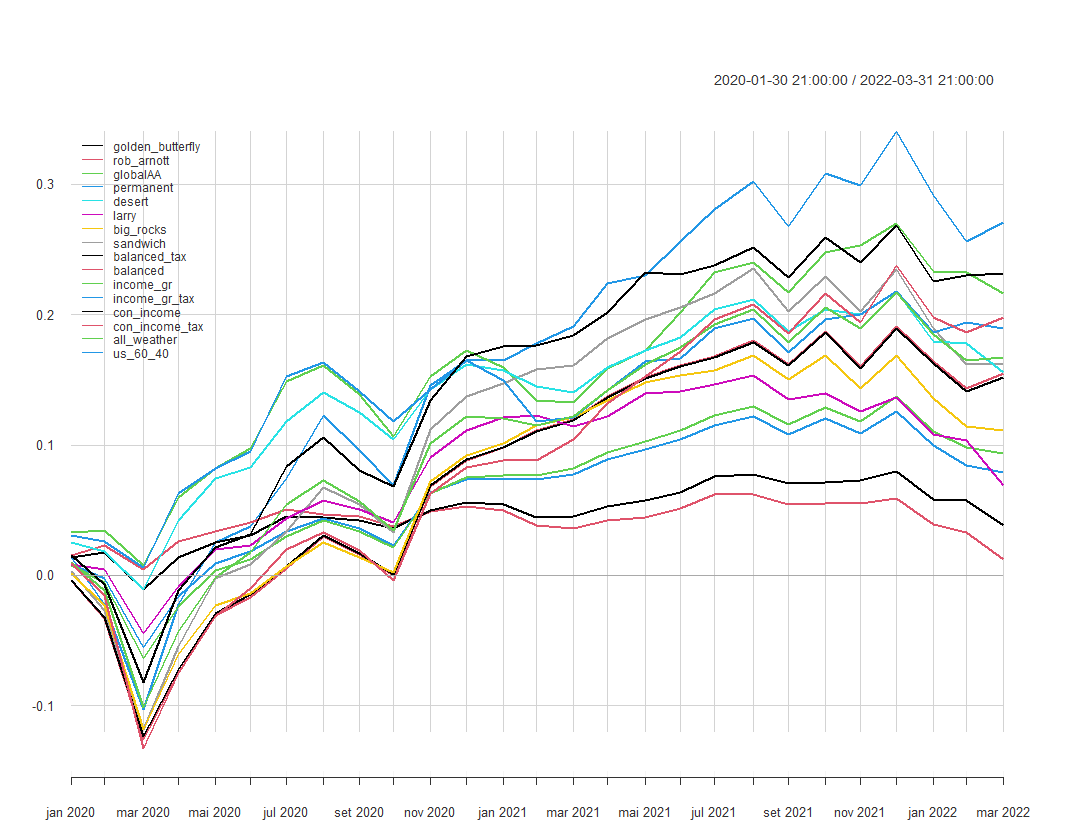 2020-01-30 21:00:00 / 2022-03-31 21:00:00
golden_butterfly
rob_arnott
globalAA
permanent
desert
larry
big_rocks
sandwich
balanced_tax
balanced
income_gr
income_gr_tax
con_income
con_income_tax
all_weather
us_60_40
0.3
0.2
0.1
0.0
-0.1
jan 2020 mar 2020 mai 2020 jul 2020 set 2020 nov 2020 jan 2021 mar 2021 mai 2021 jul 2021 set 2021 nov 2021 jan 2022 mar 2022